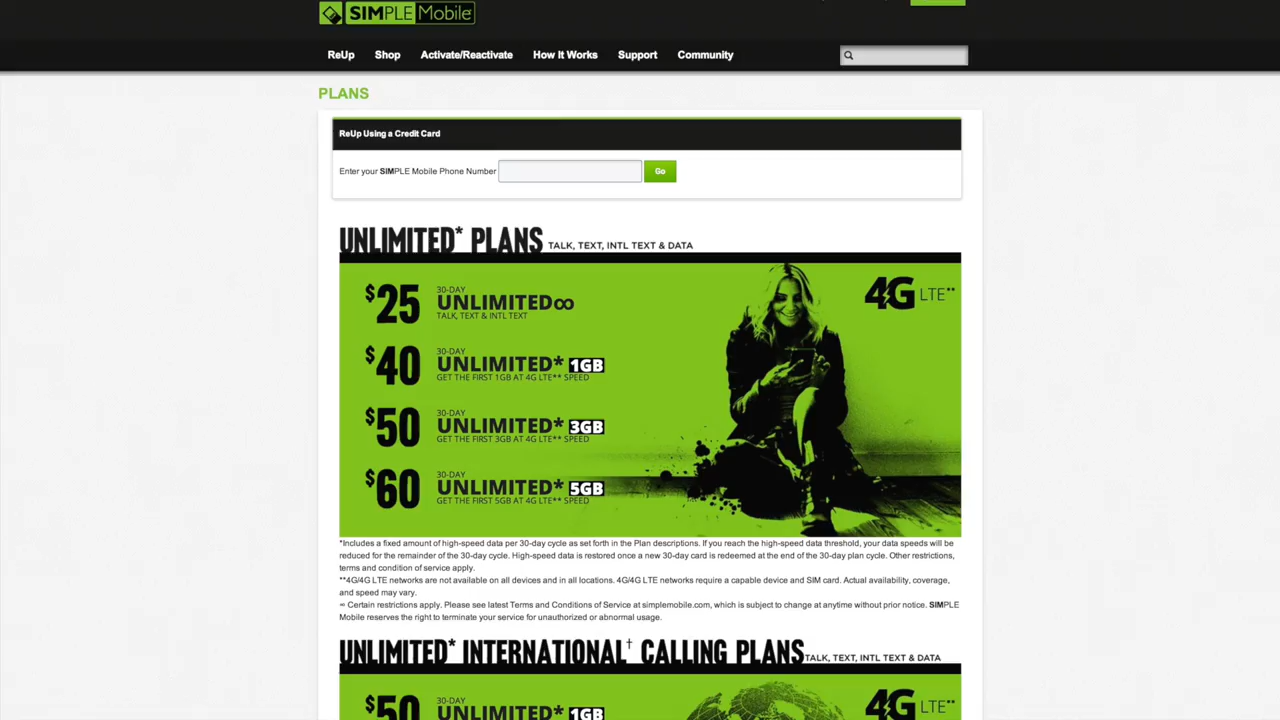 SIMPLE Mobile
ReUp Shop Activate/Reactivate How It Works Support Community
PLANS
ReUp Using a Credit Card
Enter your SIMPLE Mobile Phone Number Go
UNLIMITED* PLANS TALK, TEXT, INTL TEXT & DATA
4G LTE**
$25 30-DAY
UNLIMITED∞
TALK, TEXT & INTL TEXT
$40 30-DAY
UNLIMITED* 1GB
GET THE FIRST 1GB AT 4G LTE** SPEED
$50 30-DAY
UNLIMITED* 3GB
GET THE FIRST 3GB AT 4G LTE** SPEED
$60 30-DAY
UNLIMITED* 5GB
GET THE FIRST 5GB AT 4G LTE** SPEED
*Includes a fixed amount of high-speed data per 30-day cycle as set forth in the Plan descriptions. If you reach the high-speed data threshold, your data speeds will be
reduced for the remainder of the 30-day cycle. High-speed data is restored once a new 30-day card is redeemed at the end of the 30-day plan cycle. Other restrictions,
terms and condition of service apply.
**4G/4G LTE networks are not available on all devices and in all locations. 4G/4G LTE networks require a capable device and SIM card. Actual availability, coverage,
and speed may vary.
∞ Certain restrictions apply. Please see latest Terms and Conditions of Service at simplemobile.com, which is subject to change at anytime without prior notice. SIMPLE
Mobile reserves the right to terminate your service for unauthorized or abnormal usage.
UNLIMITED* INTERNATIONAL† CALLING PLANS TALK, TEXT, INTL TEXT & DATA
$50 30-DAY
UNLIMITED* 1GB
4G LTE**